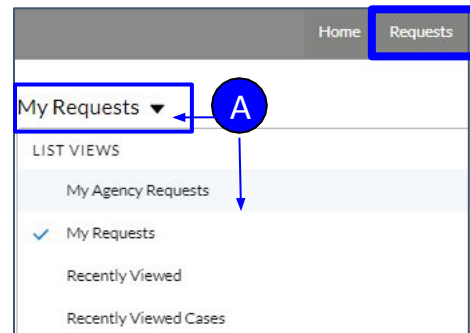 Home Requests
My Requests
A
LIST VIEWS
My Agency Requests
My Requests
Recently Viewed
Recently Viewed Cases